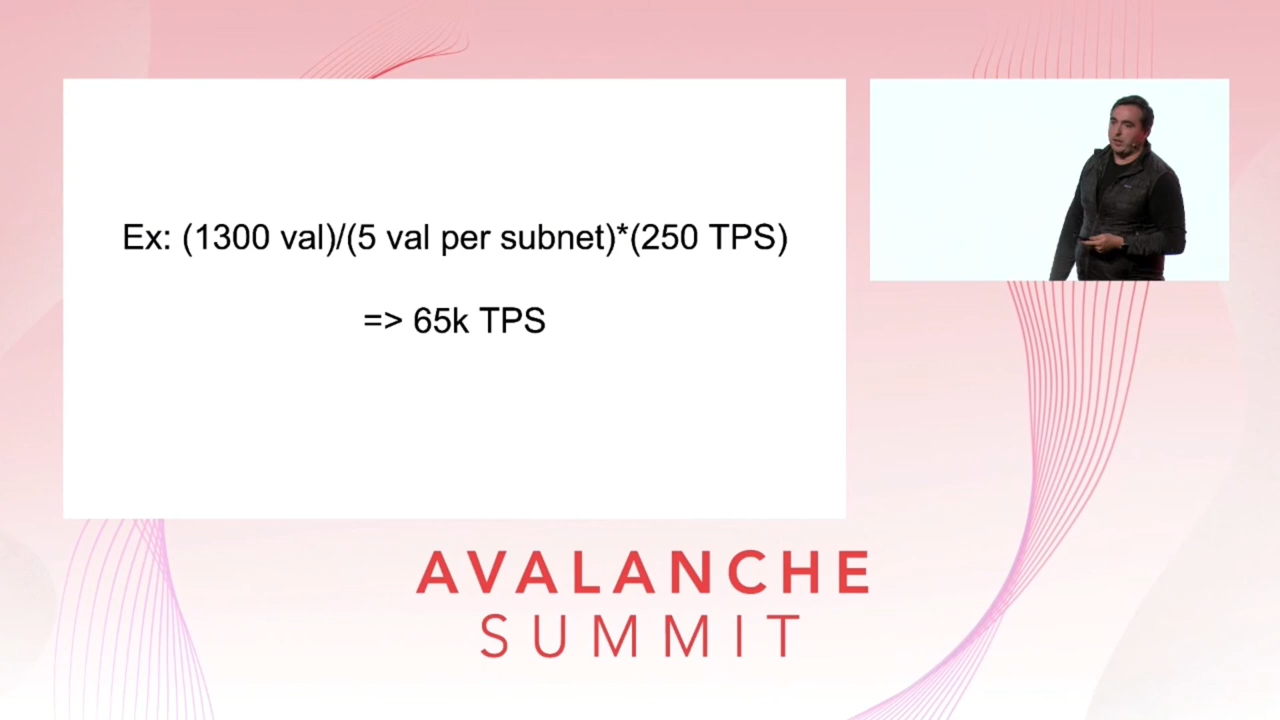 Ex: (1300 val)/(5 val per subnet)*(250 TPS)
=> 65k TPS
AVALANCHE
SUMMIT